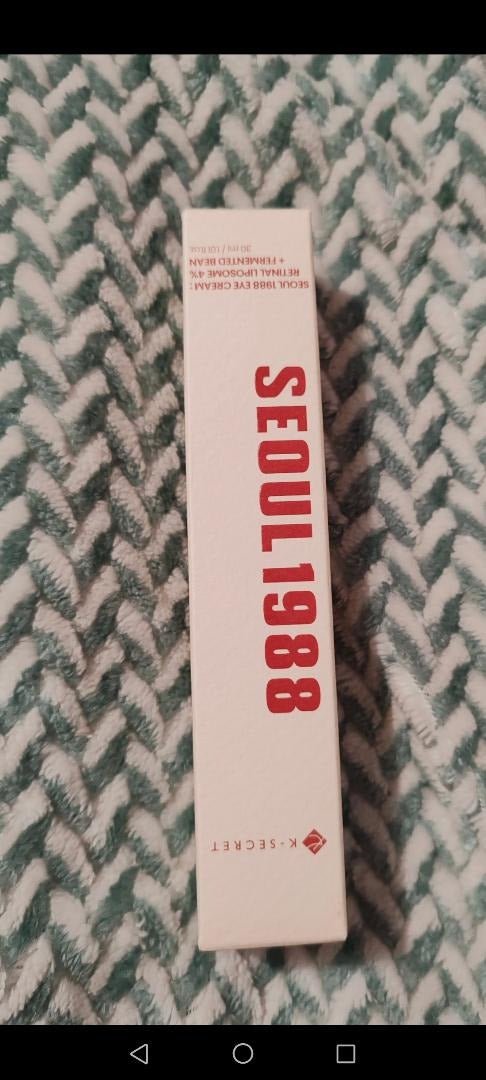 K-SECRET
SEOUL 1988
SEOUL 1988 EYE CREAM :
RETINAL LIPOSOME 4%
+ FERMENTED BEAN
30 ml / 1.01 fl.oz.